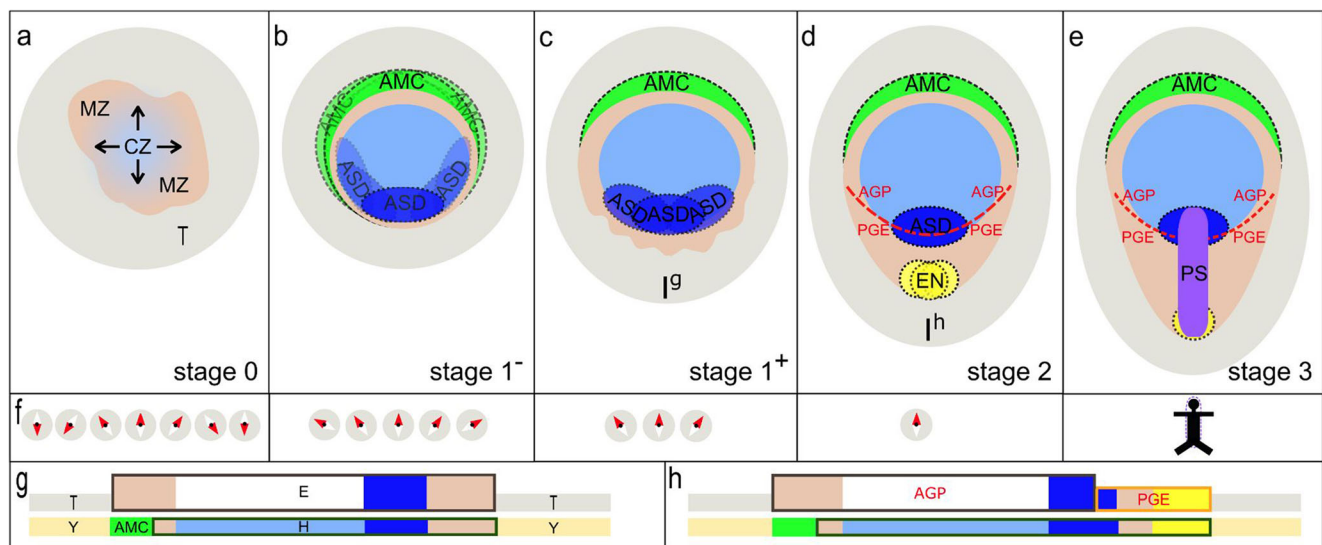 a
MZ
CZ
MZ
T
stage 0
b
AMC
AMC
AMC
ASD
ASD
ASD
stage 1-
c
AMC
ASD
ASD
ASD
g
stage 1+
d
AMC
AGP
AGP
ASD
PGE
PGE
EN
h
stage 2
e
AMC
AGP
AGP
PGE
PGE
PS
stage 3
f
g
T
E
T
Y
AMC
H
Y
h
AGP
PGE